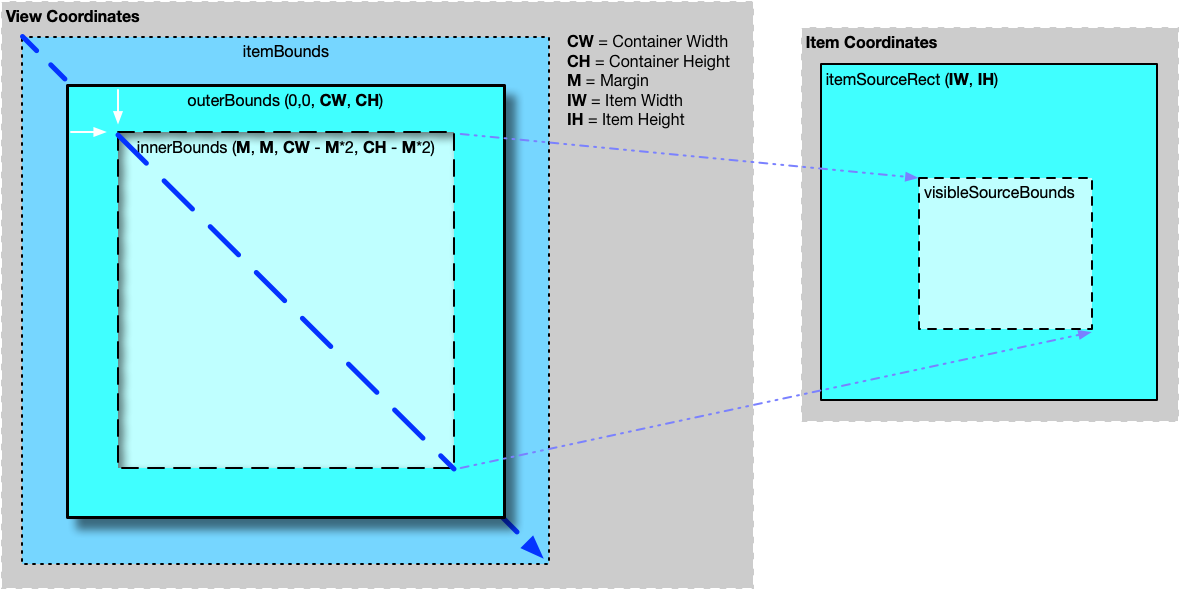 View Coordinates
itemBounds
CW = Container Width
CH = Container Height
M = Margin
IW = Item Width
IH = Item Height
outerBounds (0,0, CW, CH)
innerBounds (M, M, CW - M*2, CH - M*2)
Item Coordinates
itemSourceRect (IW, IH)
visibleSourceBounds